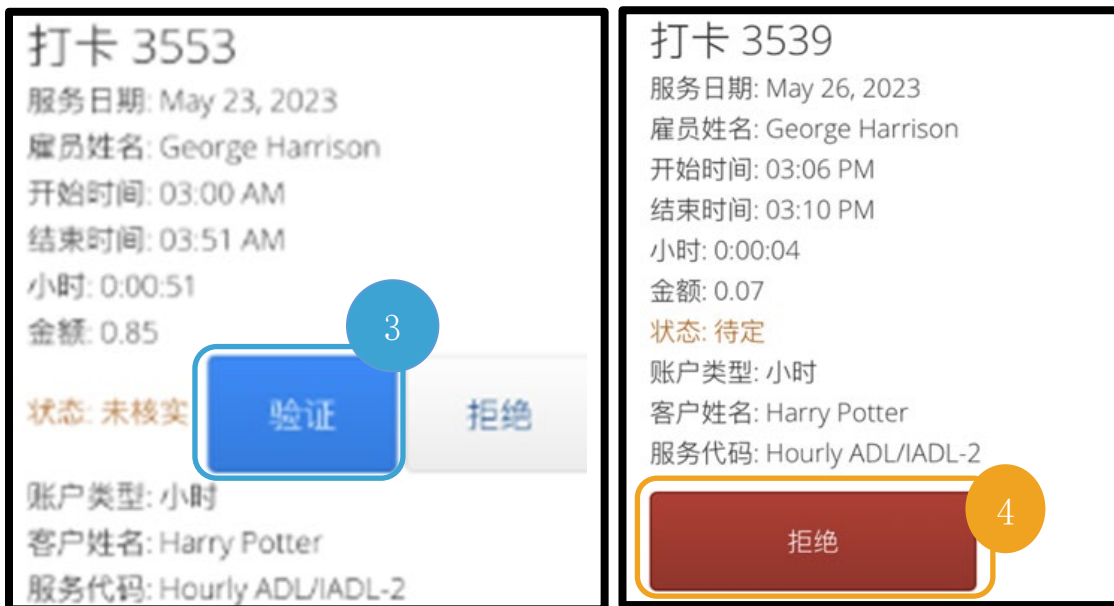 打卡 3553
服务日期: May 23, 2023
雇员姓名: George Harrison
开始时间: 03:00 AM
结束时间: 03:51 AM
小时: 0:00:51
金额: 0.85
3
状态: 未核实 验证 拒绝
账户类型: 小时
客户姓名: Harry Potter
服务代码: Hourly ADL/IADL-2
打卡 3539
服务日期: May 26, 2023
雇员姓名: George Harrison
开始时间: 03:06 PM
结束时间: 03:10 PM
小时: 0:00:04
金额: 0.07
状态: 待定
账户类型: 小时
客户姓名: Harry Potter
服务代码: Hourly ADL/IADL-2
4
拒绝